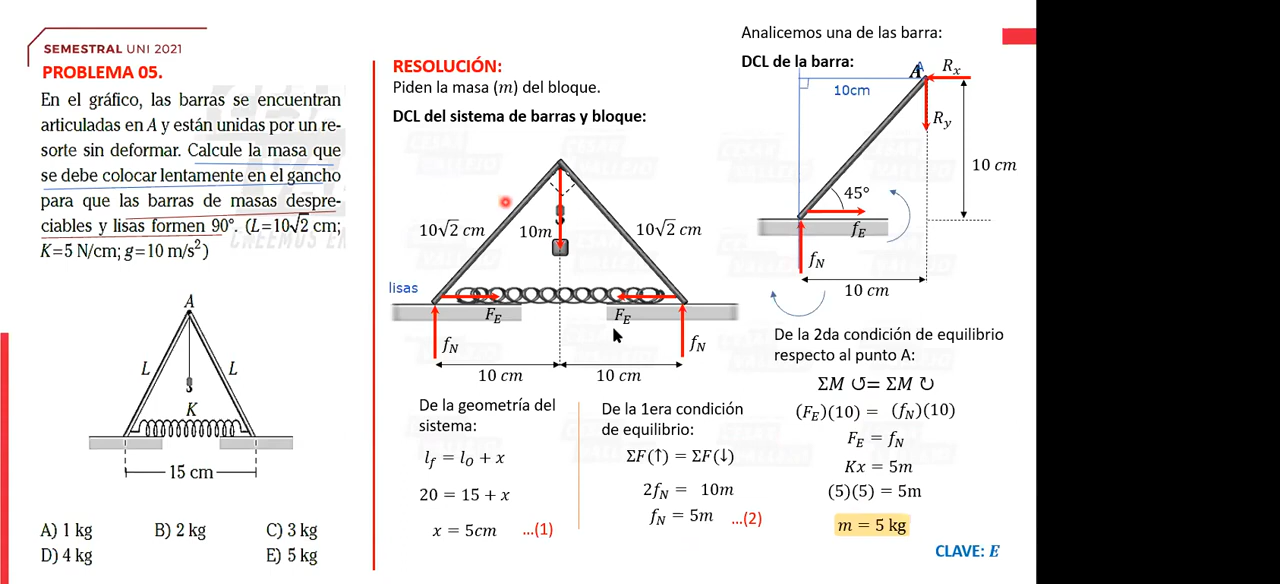 SEMESTRAL UNI 2021
PROBLEMA 05.
En el gráfico, las barras se encuentran
articuladas en A y están unidas por un re-
sorte sin deformar. Calcule la masa que
se debe colocar lentamente en el gancho
para que las barras de masas despre-
ciables y lisas formen 90°. (L=10√2 cm;
K=5 N/cm; g=10 m/s²)
A
L
L
K
15 cm
A) 1 kg
B) 2 kg
C) 3 kg
D) 4 kg
E) 5 kg
RESOLUCIÓN:
Piden la masa (m) del bloque.
DCL del sistema de barras y bloque:
10√2 cm
10m
10√2 cm
lisas
F_E
F_E
f_N
f_N
10 cm
10 cm
De la geometría del
sistema:
l_f = l_O + x
20 = 15 + x
x = 5cm ...(1)
De la 1era condición
de equilibrio:
ΣF(↑) = ΣF(↓)
2f_N = 10m
f_N = 5m ...(2)
Analicemos una de las barra:
DCL de la barra:
A
A
R_x
10cm
R_y
10 cm
45°
f_E
f_N
10 cm
De la 2da condición de equilibrio
respecto al punto A:
ΣM ↺= ΣM ↻
(F_E)(10) = (f_N)(10)
F_E = f_N
Kx = 5m
(5)(5) = 5m
m = 5 kg
CLAVE: E